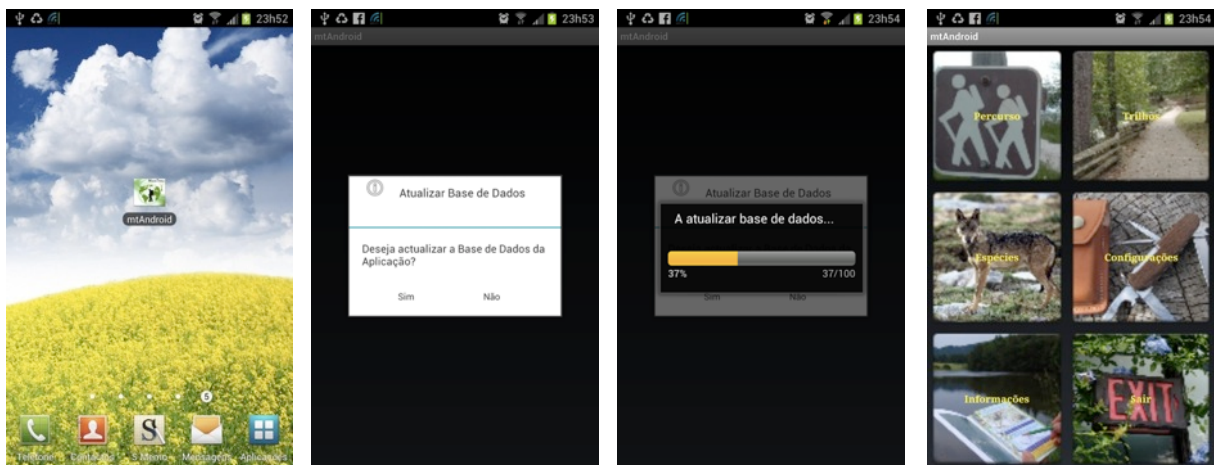 23h52
5
mtAndroid
Telefone
Contactos
S Memo
Mensagens
Aplicações
23h53
mtAndroid
Atualizar Base de Dados
Deseja actualizar a Base de Dados da
Aplicação?
Sim
Não
23h54
mtAndroid
Atualizar Base de Dados
A atualizar base de dados...
37%
37/100
Sim
Não
23h54
mtAndroid
Percurso
Trilhos
Espécies
Configurações
Informações
EXIT
Sair